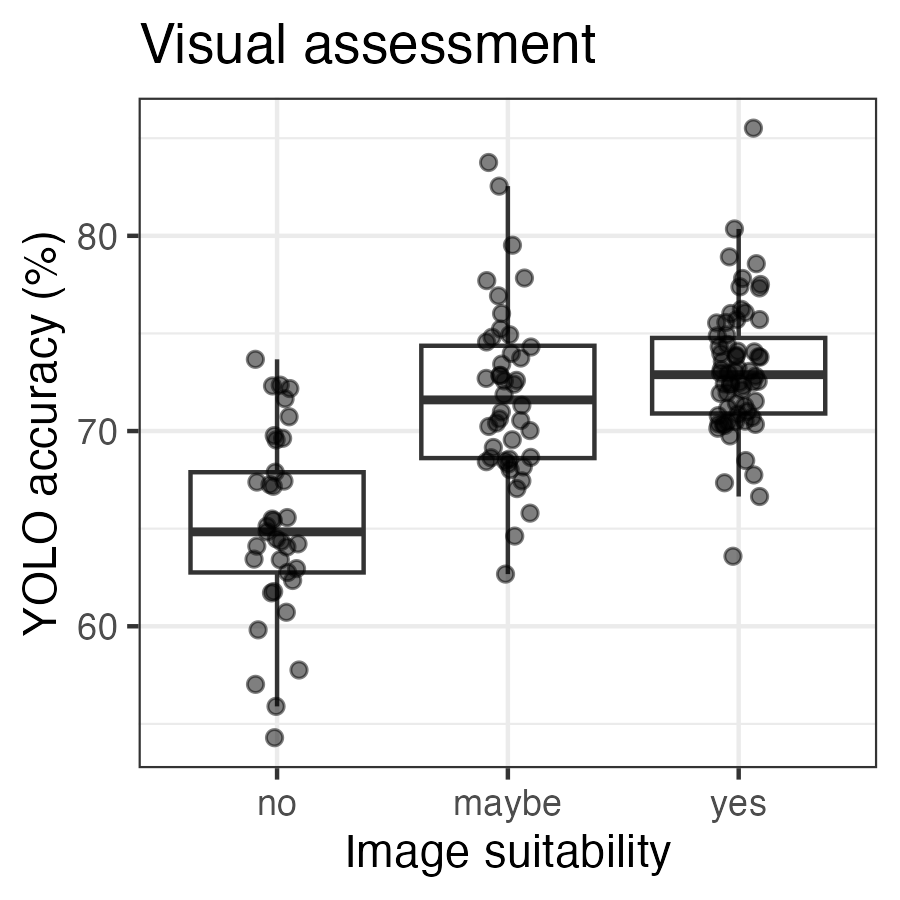 Visual assessment
YOLO accuracy (%)
80
70
60
no
maybe
yes
Image suitability